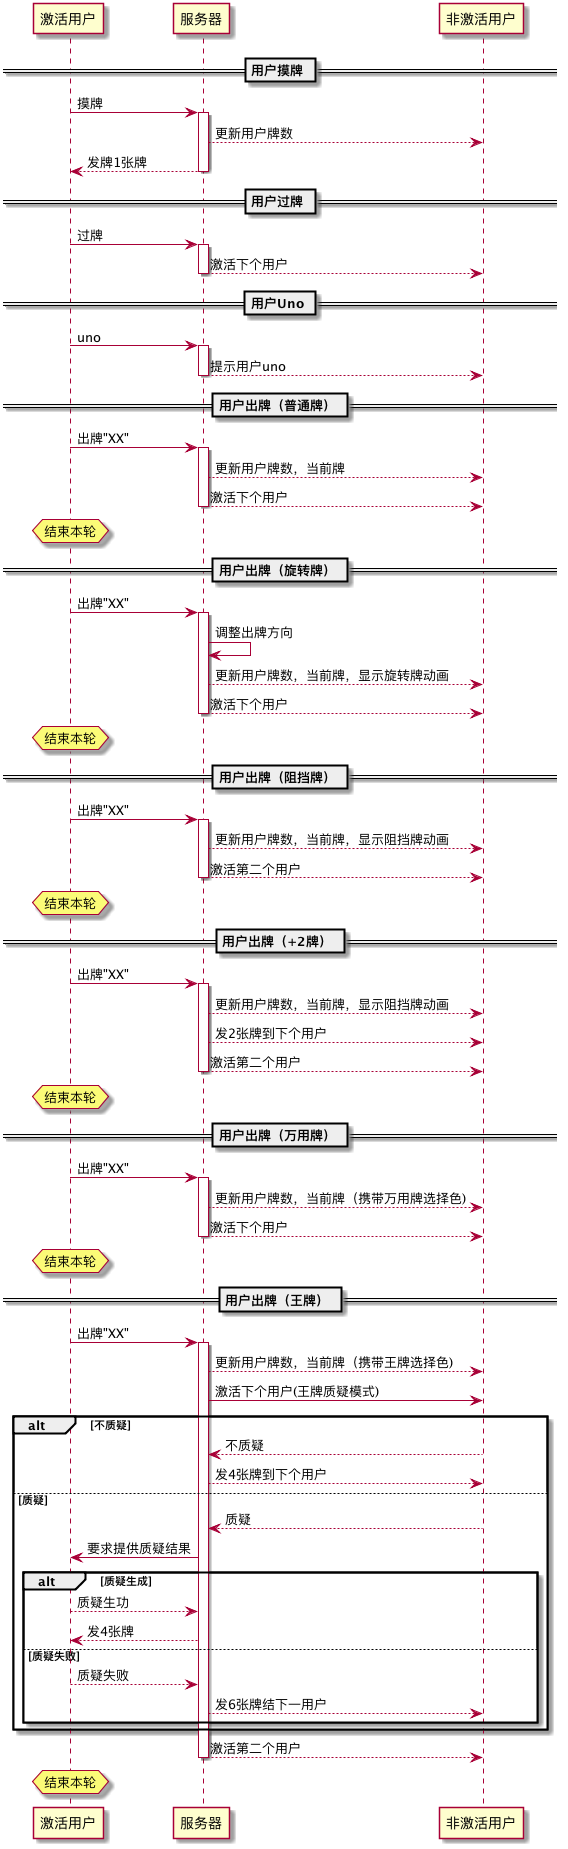 激活用户 服务器 非激活用户
用户摸牌
摸牌
更新用户牌数
发牌1张牌
用户过牌
过牌
激活下个用户
用户Uno
uno
提示用户uno
用户出牌（普通牌）
出牌"XX"
更新用户牌数，当前牌
激活下个用户
结束本轮
用户出牌（旋转牌）
出牌"XX"
调整出牌方向
更新用户牌数，当前牌，显示旋转牌动画
激活下个用户
结束本轮
用户出牌（阻挡牌）
出牌"XX"
更新用户牌数，当前牌，显示阻挡牌动画
激活第二个用户
结束本轮
用户出牌（+2牌）
出牌"XX"
更新用户牌数，当前牌，显示阻挡牌动画
发2张牌到下个用户
激活第二个用户
结束本轮
用户出牌（万用牌）
出牌"XX"
更新用户牌数，当前牌（携带万用牌选择色)
激活下个用户
结束本轮
用户出牌（王牌）
出牌"XX"
更新用户牌数，当前牌（携带王牌选择色)
激活下个用户(王牌质疑模式)
alt [不质疑]
不质疑
发4张牌到下个用户
[质疑]
质疑
要求提供质疑结果
alt [质疑生成]
质疑生功
发4张牌
[质疑失败]
质疑失败
发6张牌结下一用户
激活第二个用户
结束本轮
激活用户 服务器 非激活用户